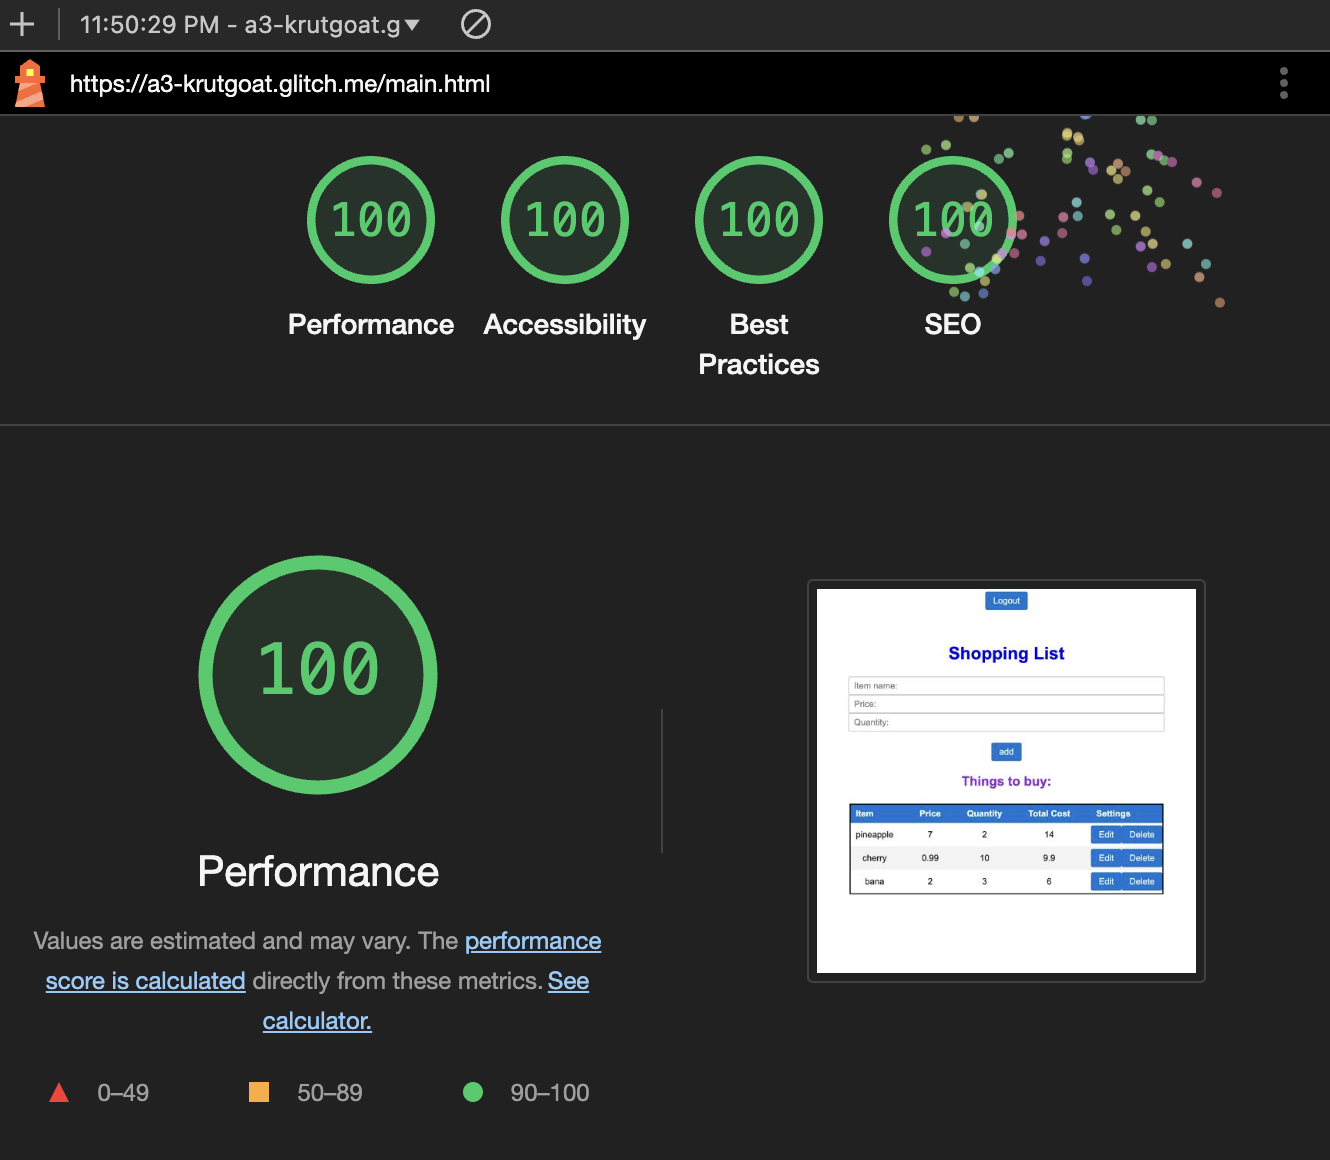 11:50:29 PM - a3-krutgoat.g
https://a3-krutgoat.glitch.me/main.html
100 100 100 100
Performance Accessibility Best Practices SEO
100
Performance
Values are estimated and may vary. The performance
score is calculated directly from these metrics. See
calculator.
0–49 50–89 90–100
Logout
Shopping List
Item name:
Price:
Quantity:
add
Things to buy:
Item Price Quantity Total Cost Settings
pineapple 7 2 14 Edit Delete
cherry 0.99 10 9.9 Edit Delete
bana 2 3 6 Edit Delete